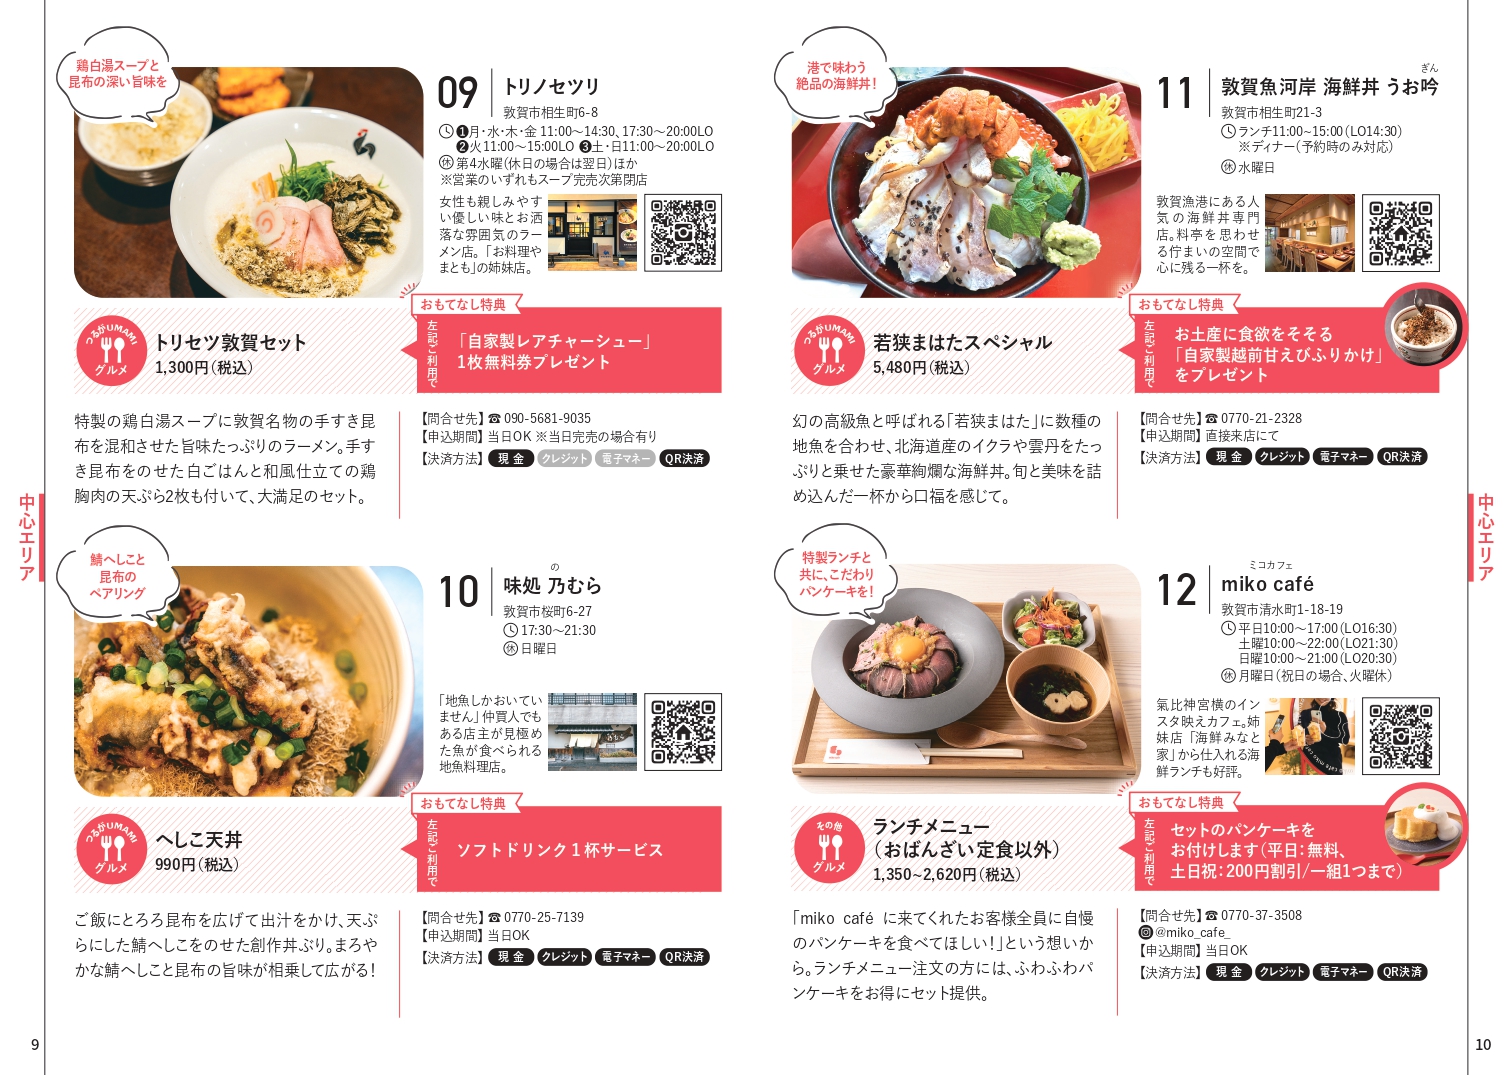 鶏白湯スープと
昆布の深い旨味を
09
トリノセツリ
敦賀市相生町6-8
❶月・水・木・金 11:00〜14:30、17:30〜20:00LO
❷火11:00〜15:00LO ❸土・日11:00〜20:00LO
休 第4水曜(休日の場合は翌日)ほか
※営業のいずれもスープ完売次第閉店
女性も親しみやす
い優しい味とお洒
落な雰囲気のラー
メン店。「お料理や
まとも」の姉妹店。
おもてなし特典
つるがUMAMI
グルメ
トリセツ敦賀セット
1,300円(税込)
左記ご利用で
「自家製レアチャーシュー」
1枚無料券プレゼント
特製の鶏白湯スープに敦賀名物の手すき昆
布を混和させた旨味たっぷりのラーメン。手す
き昆布をのせた白ごはんと和風仕立ての鶏
胸肉の天ぷら2枚も付いて、大満足のセット。
【問合せ先】☎ 090-5681-9035
【申込期間】当日OK ※当日完売の場合有り
【決済方法】現金 クレジット 電子マネー QR決済
中心エリア
鯖へしこと
昆布の
ペアリング
10
の
味処 乃むら
敦賀市桜町6-27
17:30〜21:30
休 日曜日
「地魚しかおいてい
ません」仲買人でも
ある店主が見極め
た魚が食べられる
地魚料理店。
おもてなし特典
つるがUMAMI
グルメ
へしこ天丼
990円(税込)
左記ご利用で
ソフトドリンク1杯サービス
ご飯にとろろ昆布を広げて出汁をかけ、天ぷ
らにした鯖へしこをのせた創作丼ぶり。まろや
かな鯖へしこと昆布の旨味が相乗して広がる!
【問合せ先】☎ 0770-25-7139
【申込期間】当日OK
【決済方法】現金 クレジット 電子マネー QR決済
9
港で味わう
絶品の海鮮丼!
11
ぎん
敦賀魚河岸 海鮮丼 うお吟
敦賀市相生町21-3
ランチ11:00~15:00(LO14:30)
※ディナー(予約時のみ対応)
休 水曜日
敦賀漁港にある人
気の海鮮丼専門
店。料亭を思わせ
る佇まいの空間で
心に残る一杯を。
おもてなし特典
つるがUMAMI
グルメ
若狭まはたスペシャル
5,480円(税込)
左記ご利用で
お土産に食欲をそそる
「自家製越前甘えびふりかけ」
をプレゼント
幻の高級魚と呼ばれる「若狭まはた」に数種の
地魚を合わせ、北海道産のイクラや雲丹をたっ
ぷりと乗せた豪華絢爛な海鮮丼。旬と美味を詰
め込んだ一杯から口福を感じて。
【問合せ先】☎ 0770-21-2328
【申込期間】直接来店にて
【決済方法】現金 クレジット 電子マネー QR決済
中心エリア
特製ランチと
共に、こだわり
パンケーキを!
12
ミコカフェ
miko café
敦賀市清水町1-18-19
平日10:00〜17:00(LO16:30)
土曜10:00〜22:00(LO21:30)
日曜10:00〜21:00(LO20:30)
休 月曜日(祝日の場合、火曜休)
氣比神宮横のイン
スタ映えカフェ。姉
妹店「海鮮みなと
家」から仕入れる海
鮮ランチも好評。
おもてなし特典
その他
グルメ
ランチメニュー
(おばんざい定食以外)
1,350~2,620円(税込)
左記ご利用で
セットのパンケーキを
お付けします(平日:無料、
土日祝:200円割引/一組1つまで)
「miko café に来てくれたお客様全員に自慢
のパンケーキを食べてほしい!」という想いか
ら。ランチメニュー注文の方には、ふわふわパ
ンケーキをお得にセット提供。
【問合せ先】☎ 0770-37-3508
@miko_cafe_
【申込期間】当日OK
【決済方法】現金 クレジット 電子マネー QR決済
10